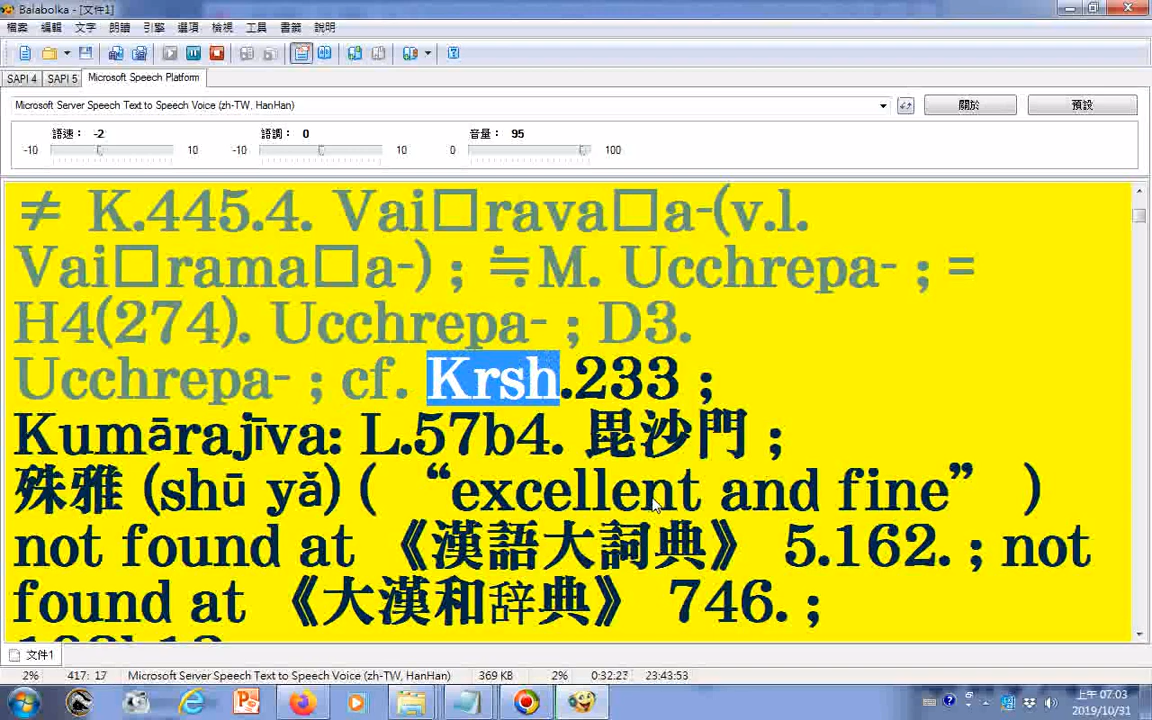 Balabolka - [文件1]
檔案 編輯 文字 朗讀 引擎 選項 檢視 工具 書籤 說明
SAPI 4 SAPI 5 Microsoft Speech Platform
Microsoft Server Speech Text to Speech Voice (zh-TW, HanHan) 關於 預設
語速： -2 語調： 0 音量： 95
-10 10 -10 10 0 100
≠ K.445.4. Vai□rava□a-(v.l.
Vai□rama□a-) ; ≒M. Ucchrepa- ; =
H4(274). Ucchrepa- ; D3.
Ucchrepa- ; cf. Krsh.233 ;
Kumārajīva: L.57b4. 毘沙門 ;
殊雅 (shū yǎ) ( “excellent and fine” )
not found at 《漢語大詞典》 5.162. ; not
found at 《大漢和辞典》 746. ;
文件1
2% 417: 17 Microsoft Server Speech Text to Speech Voice (zh-TW, HanHan) 369 KB 2% 0:32:23 23:43:53
上午 07:03
2019/10/31